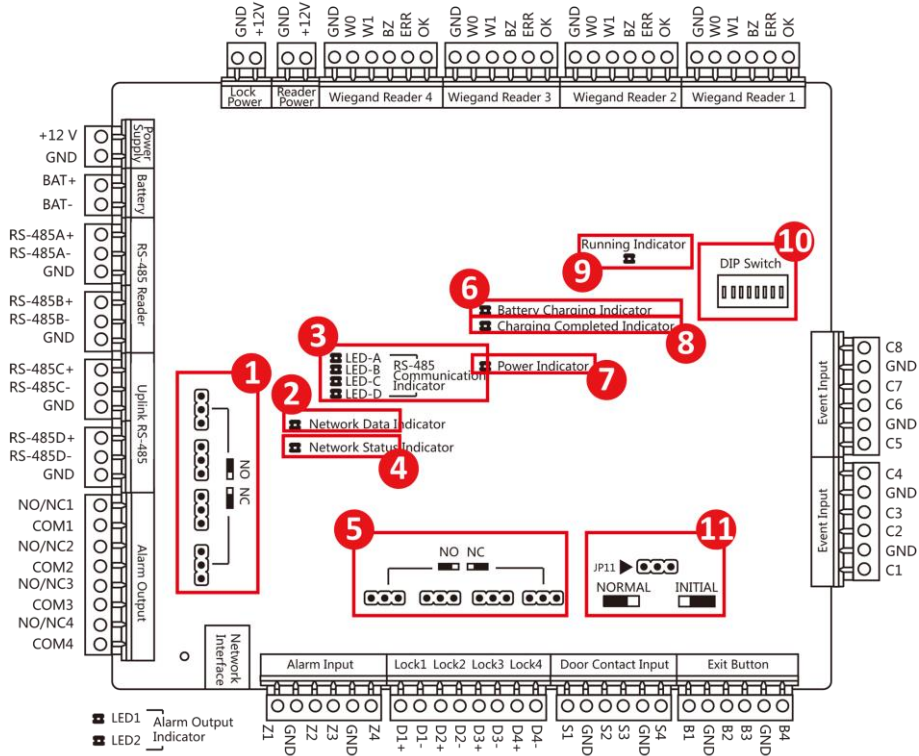 GND +12V GND +12V GND W0 W1 BZ ERR OK GND W0 W1 BZ ERR OK GND W0 W1 BZ ERR OK GND W0 W1 BZ ERR OK
Lock Power
Reader Power
Wiegand Reader 4
Wiegand Reader 3
Wiegand Reader 2
Wiegand Reader 1
+12 V
GND
Power Supply
BAT+
BAT-
Battery
RS-485A+
RS-485A-
GND
RS-485B+
RS-485B-
GND
RS-485 Reader
RS-485C+
RS-485C-
GND
RS-485D+
RS-485D-
GND
Uplink RS-485
NO/NC1
COM1
NO/NC2
COM2
NO/NC3
COM3
NO/NC4
COM4
Alarm Output
1
NO
NC
2
Network Data Indicator
3
LED-A
LED-B
LED-C
LED-D
RS-485
Communication
Indicator
4
Network Status Indicator
5
NO NC
6
Battery Charging Indicator
Charging Completed Indicator
8
Power Indicator
7
Running Indicator
9
10
DIP Switch
11
JP11
NORMAL
INITIAL
C8
GND
C7
C6
GND
C5
Event Input
C4
GND
C3
C2
GND
C1
Event Input
Network
Interface
Alarm Input
Lock1 Lock2 Lock3 Lock4
Door Contact Input
Exit Button
Z1 GND Z2 Z3 GND Z4 D1+ D1- D2+ D2- D3+ D3- D4+ D4- S1 GND S2 S3 GND S4 B1 GND B2 B3 GND B4
LED1
LED2
Alarm Output
Indicator